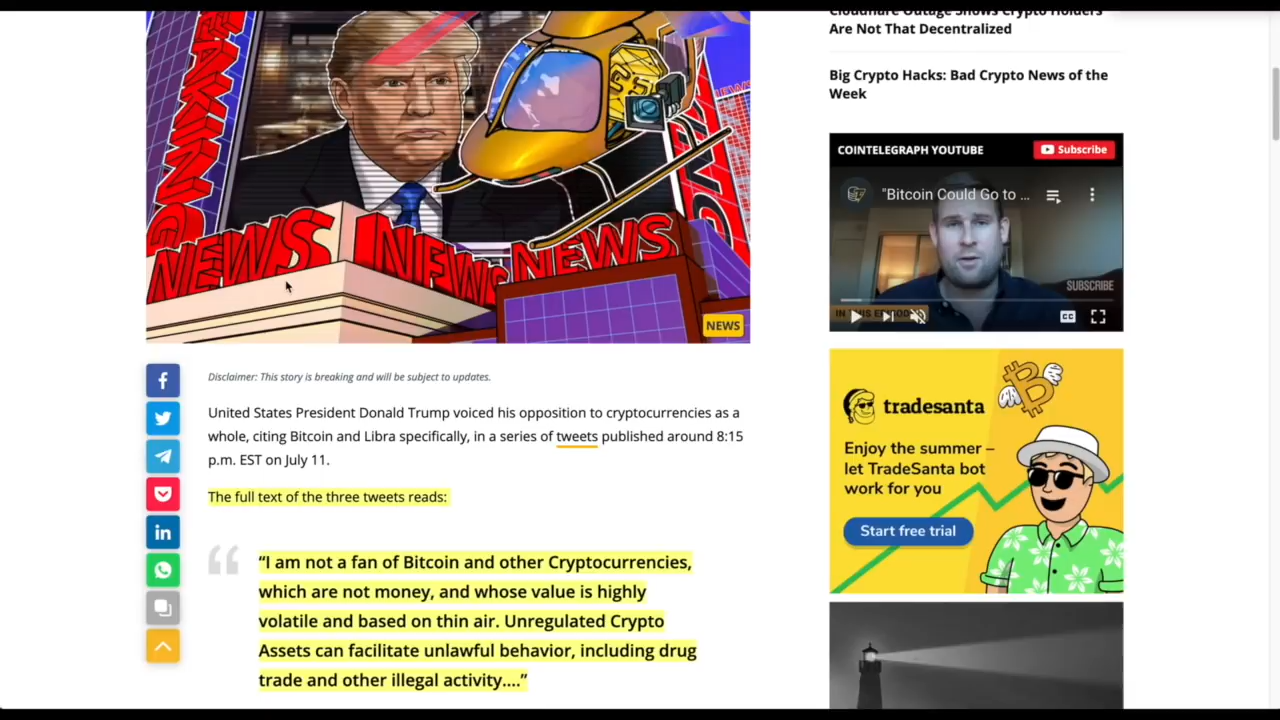 Cloudflare Outage Shows Crypto Holders
Are Not That Decentralized
Big Crypto Hacks: Bad Crypto News of the
Week
NEWS NEWS NEWS
NEWS
COINTELEGRAPH YOUTUBE
Subscribe
"Bitcoin Could Go to ...
SUBSCRIBE
IN THIS EPISODE
CC
Disclaimer: This story is breaking and will be subject to updates.
United States President Donald Trump voiced his opposition to cryptocurrencies as a
whole, citing Bitcoin and Libra specifically, in a series of tweets published around 8:15
p.m. EST on July 11.
The full text of the three tweets reads:
“I am not a fan of Bitcoin and other Cryptocurrencies,
which are not money, and whose value is highly
volatile and based on thin air. Unregulated Crypto
Assets can facilitate unlawful behavior, including drug
trade and other illegal activity....”
tradesanta
Enjoy the summer –
let TradeSanta bot
work for you
Start free trial